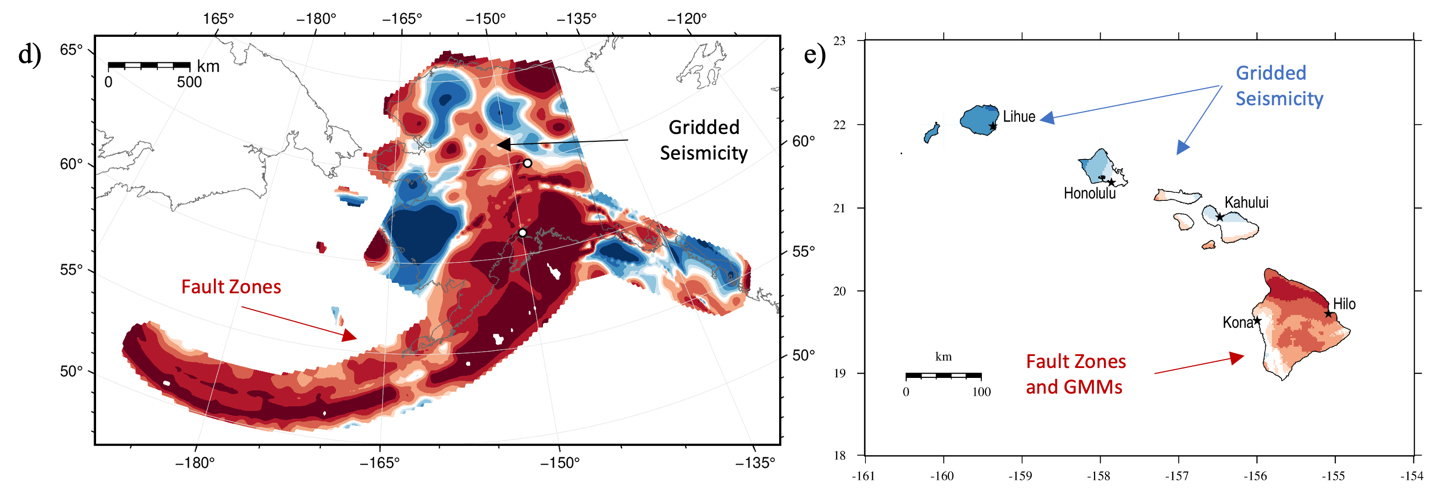 d)
165° −180° −165° −150° −135° −120°
65°
60°
55°
50°
60°
55°
50°
km
0 500
Gridded
Seismicity
Fault Zones
−180° −165° −150° −135°
e)
23
22
21
20
19
18
Gridded
Seismicity
Lihue
Honolulu
Kahului
Hilo
Kona
Fault Zones
and GMMs
km
0 100
-161 -160 -159 -158 -157 -156 -155 -154